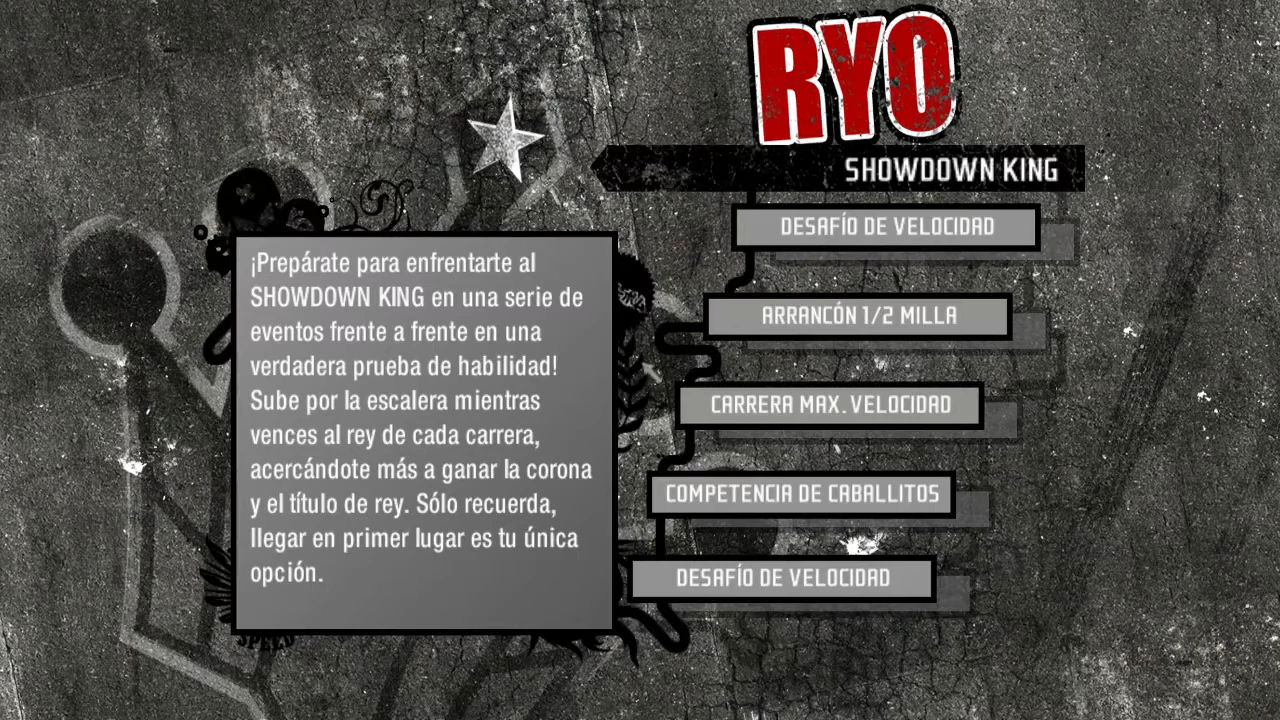 RYO
SHOWDOWN KING
DESAFÍO DE VELOCIDAD
ARRANCÓN 1/2 MILLA
CARRERA MAX. VELOCIDAD
COMPETENCIA DE CABALLITOS
DESAFÍO DE VELOCIDAD
¡Prepárate para enfrentarte al
SHOWDOWN KING en una serie de
eventos frente a frente en una
verdadera prueba de habilidad!
Sube por la escalera mientras
vences al rey de cada carrera,
acercándote más a ganar la corona
y el título de rey. Sólo recuerda,
llegar en primer lugar es tu única
opción.
SPEED